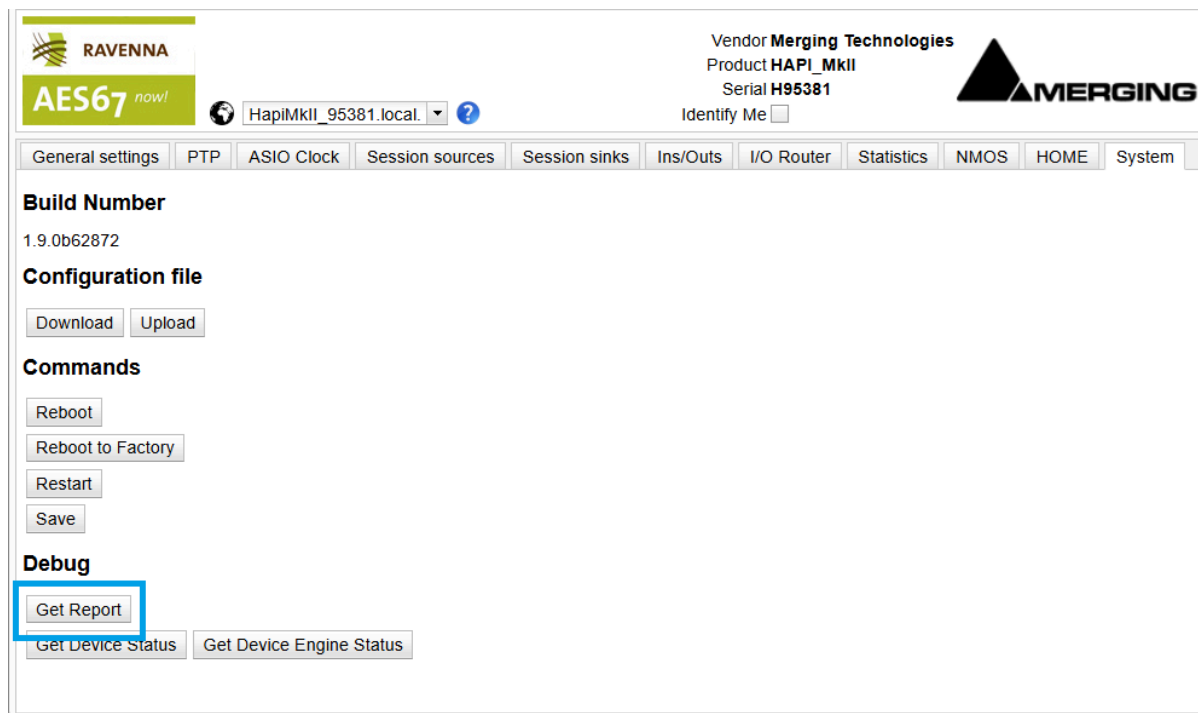 RAVENNA
AES67 now!
HapiMkII_95381.local.
?
Vendor Merging Technologies
Product HAPI_MkII
Serial H95381
Identify Me
MERGING
General settings PTP ASIO Clock Session sources Session sinks Ins/Outs I/O Router Statistics NMOS HOME System
Build Number
1.9.0b62872
Configuration file
Download Upload
Commands
Reboot
Reboot to Factory
Restart
Save
Debug
Get Report
Get Device Status Get Device Engine Status